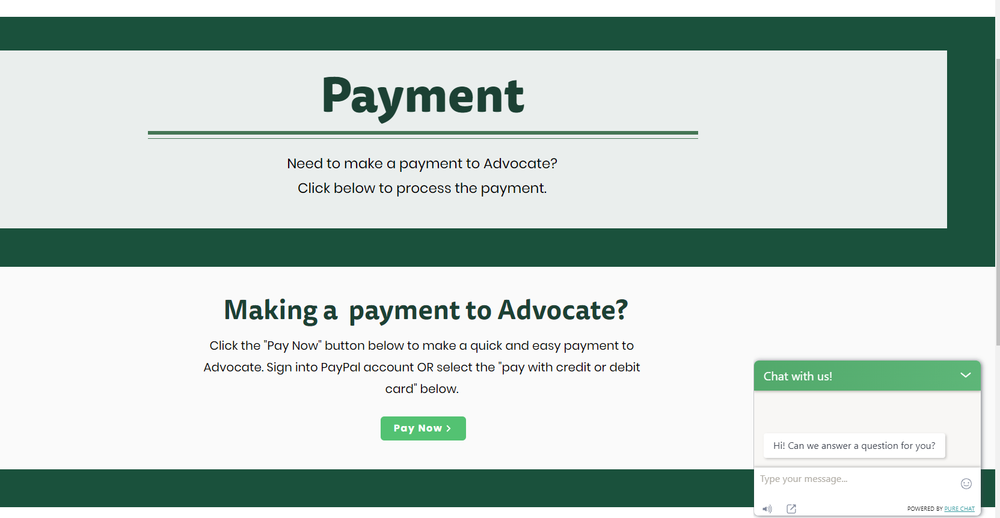 Payment
Need to make a payment to Advocate?
Click below to process the payment.
Making a  payment to Advocate?
Click the "Pay Now" button below to make a quick and easy payment to
Advocate. Sign into PayPal account OR select the "pay with credit or debit
card" below.
Pay Now
Chat with us!
Hi! Can we answer a question for you?
Type your message...
POWERED BY PURE CHAT